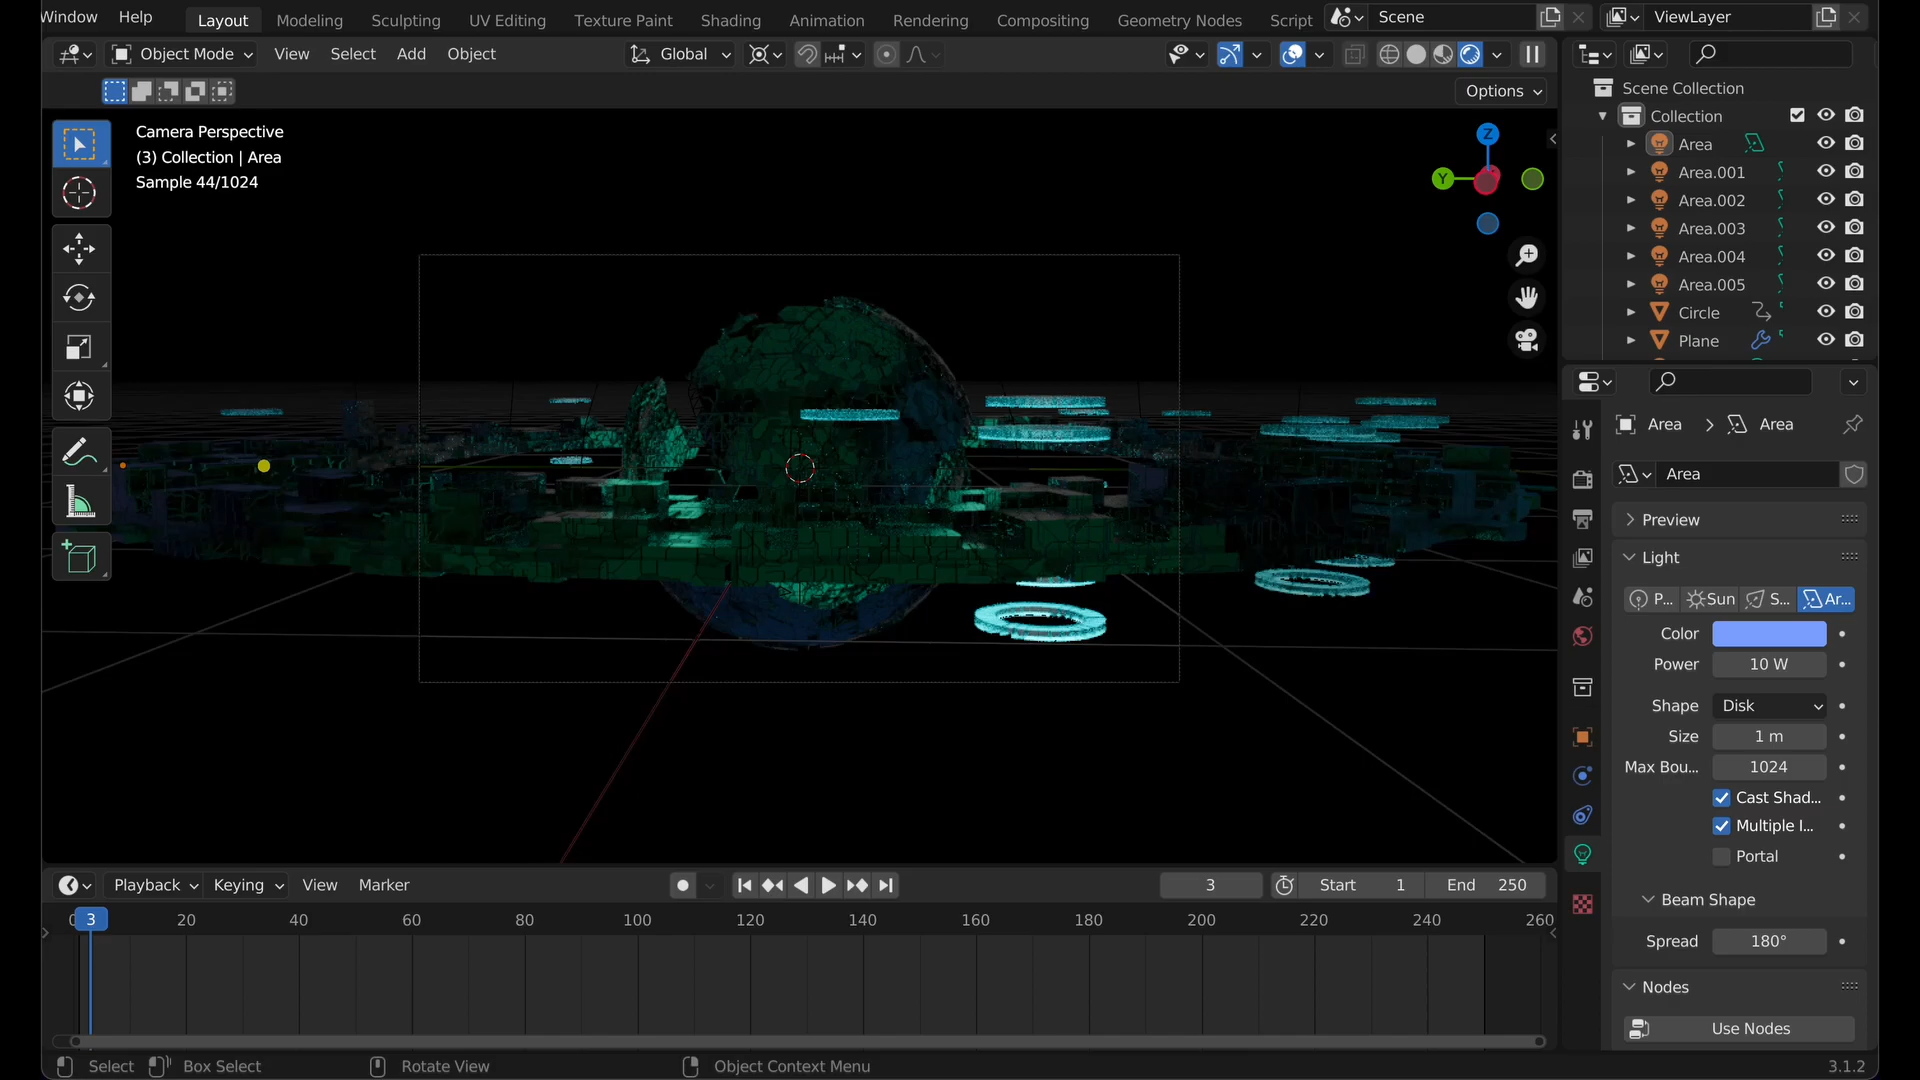 Window Help Layout Modeling Sculpting UV Editing Texture Paint Shading Animation Rendering Compositing Geometry Nodes Script Scene ViewLayer
Object Mode View Select Add Object Global
Options
Camera Perspective
(3) Collection | Area
Sample 44/1024
Z
Y
Scene Collection
Collection
Area
Area.001
Area.002
Area.003
Area.004
Area.005
Circle
Plane
Area Area
Area
Preview
Light
P... Sun S... Ar...
Color
Power 10 W
Shape Disk
Size 1 m
Max Bou... 1024
Cast Shad...
Multiple I...
Portal
Beam Shape
Spread 180°
Nodes
Use Nodes
Playback Keying View Marker 3 Start 1 End 250
3 20 40 60 80 100 120 140 160 180 200 220 240 260
Select Box Select Rotate View Object Context Menu 3.1.2